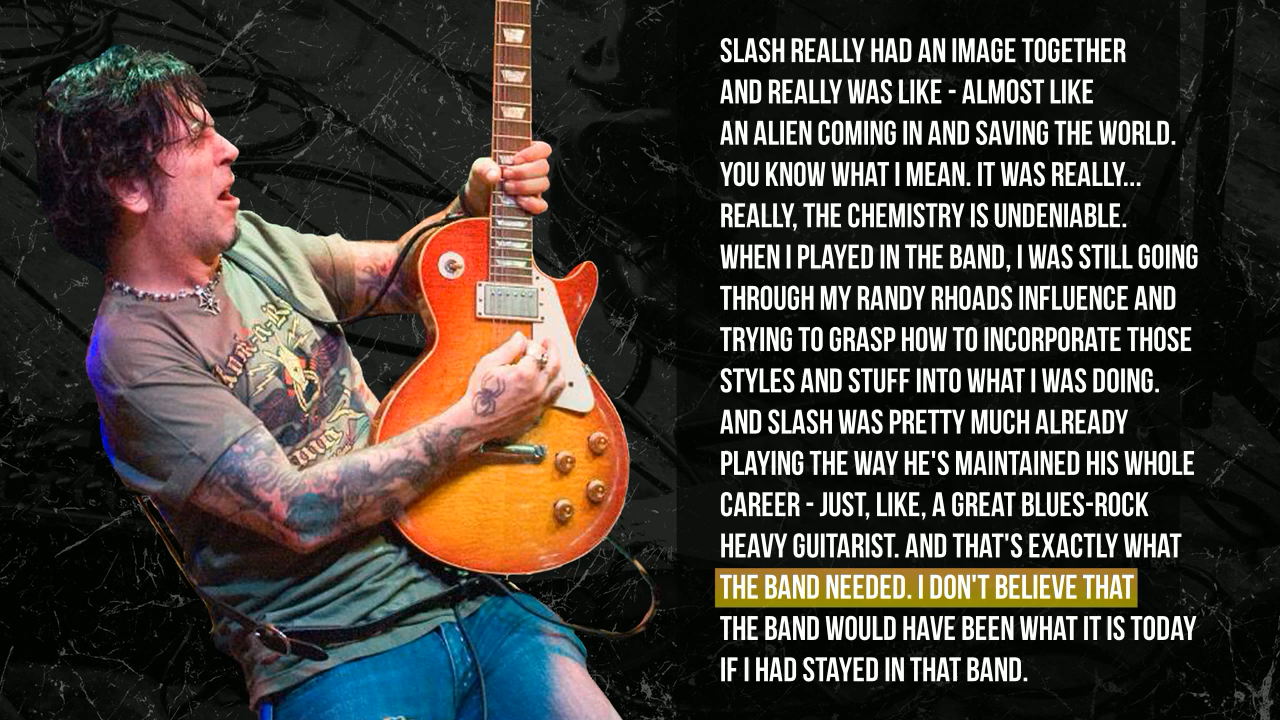 SLASH REALLY HAD AN IMAGE TOGETHER
AND REALLY WAS LIKE - ALMOST LIKE
AN ALIEN COMING IN AND SAVING THE WORLD.
YOU KNOW WHAT I MEAN. IT WAS REALLY...
REALLY, THE CHEMISTRY IS UNDENIABLE.
WHEN I PLAYED IN THE BAND, I WAS STILL GOING
THROUGH MY RANDY RHOADS INFLUENCE AND
TRYING TO GRASP HOW TO INCORPORATE THOSE
STYLES AND STUFF INTO WHAT I WAS DOING.
AND SLASH WAS PRETTY MUCH ALREADY
PLAYING THE WAY HE'S MAINTAINED HIS WHOLE
CAREER - JUST, LIKE, A GREAT BLUES-ROCK
HEAVY GUITARIST. AND THAT'S EXACTLY WHAT
THE BAND NEEDED. I DON'T BELIEVE THAT
THE BAND WOULD HAVE BEEN WHAT IT IS TODAY
IF I HAD STAYED IN THAT BAND.